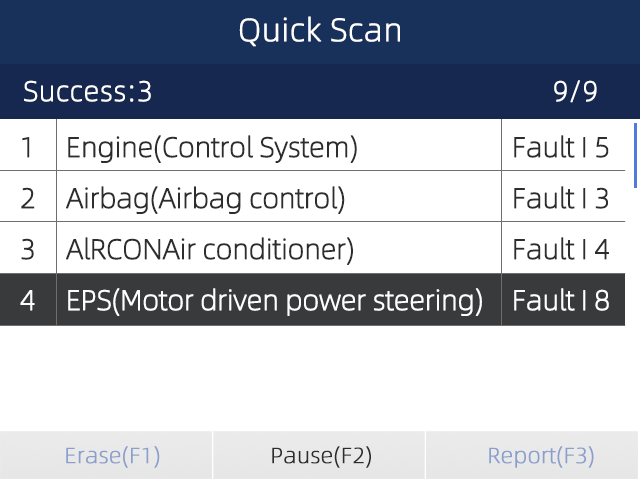 Quick Scan
Success:3 9/9
1 Engine(Control System) Fault I 5
2 Airbag(Airbag control) Fault I 3
3 AlRCONAir conditioner) Fault I 4
4 EPS(Motor driven power steering) Fault I 8
Erase(F1) Pause(F2) Report(F3)